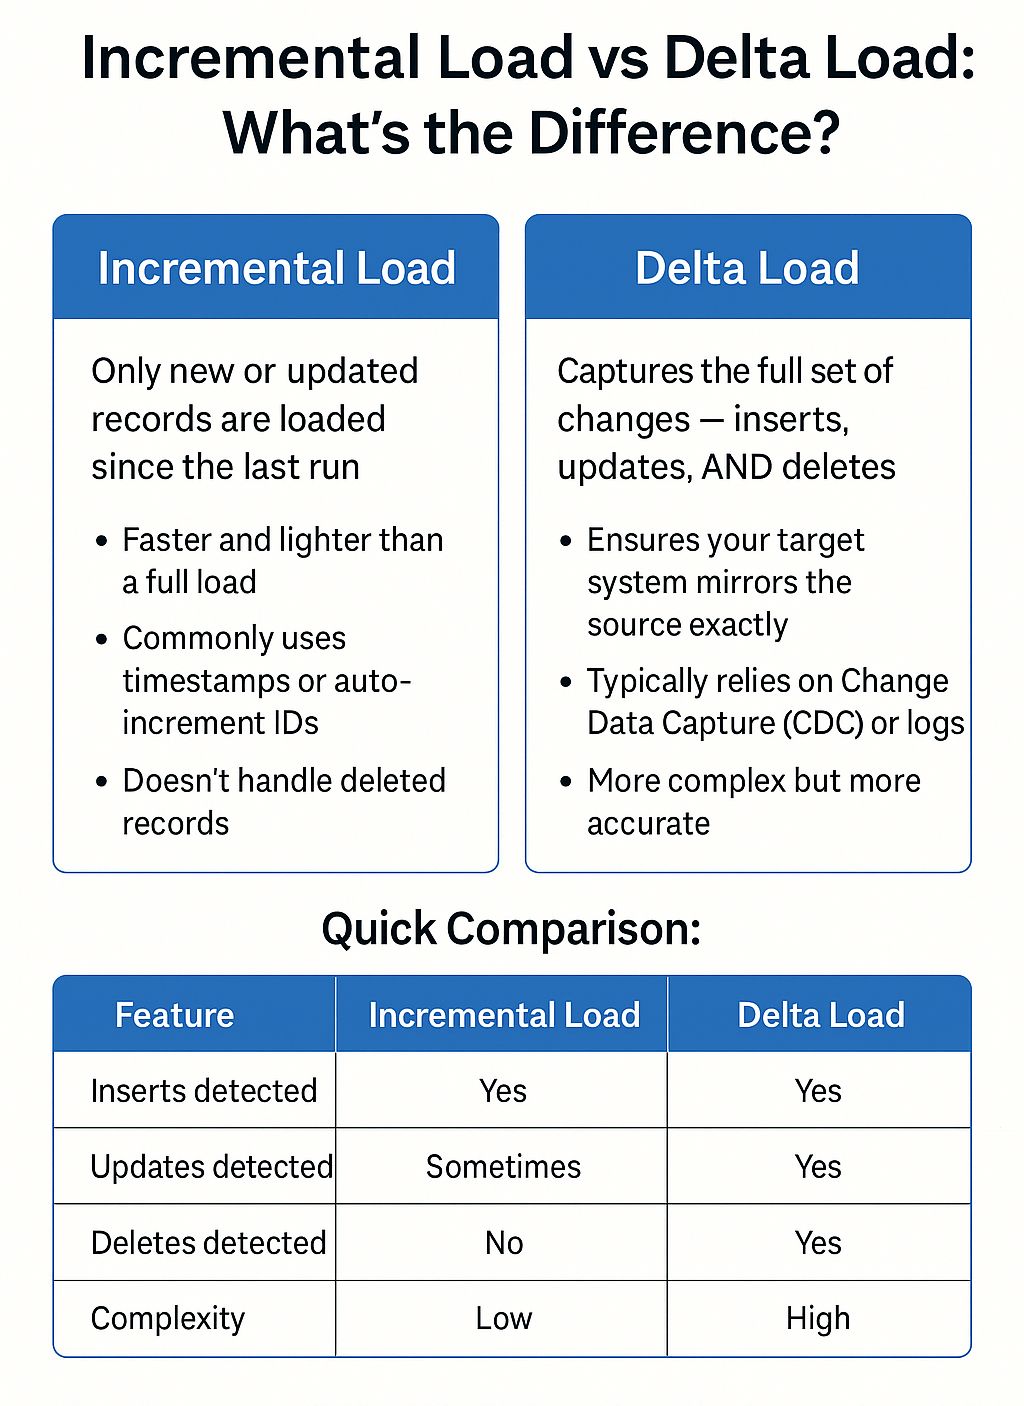 Incremental Load vs Delta Load:
What's the Difference?
Incremental Load
Only new or updated
records are loaded
since the last run
• Faster and lighter than
a full load
• Commonly uses
timestamps or auto-
increment IDs
• Doesn't handle deleted
records
Delta Load
Captures the full set of
changes — inserts,
updates, AND deletes
• Ensures your target
system mirrors the
source exactly
• Typically relies on Change
Data Capture (CDC) or logs
• More complex but more
accurate
Quick Comparison:
Feature Incremental Load Delta Load
Inserts detected Yes Yes
Updates detected Sometimes Yes
Deletes detected No Yes
Complexity Low High